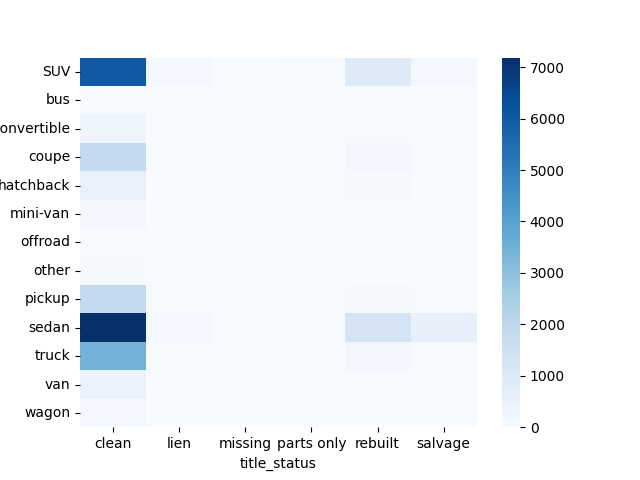 SUV
bus
onvertible
coupe
hatchback
mini-van
offroad
other
pickup
sedan
truck
van
wagon
clean lien missing parts only rebuilt salvage
title_status
7000
6000
5000
4000
3000
2000
1000
0